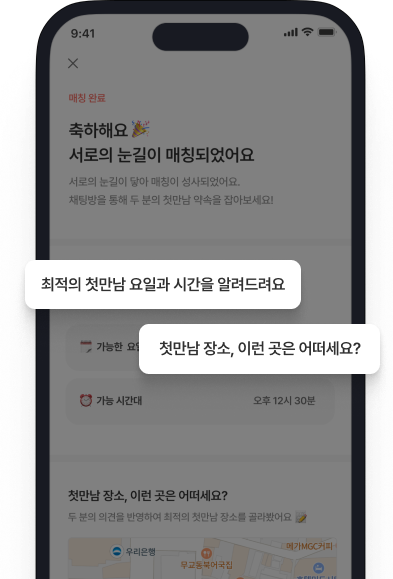 9:41
매칭 완료
축하해요 🎉
서로의 눈길이 매칭되었어요
서로의 눈길이 닿아 매칭이 성사되었어요.
채팅방을 통해 두 분의 첫만남 약속을 잡아보세요!
최적의 첫만남 요일과 시간을 알려드려요
첫만남 장소, 이런 곳은 어떠세요?
가능한 요일
가능 시간대
오후 12시 30분
첫만남 장소, 이런 곳은 어떠세요?
두 분의 의견을 반영하여 최적의 첫만남 장소를 골라봤어요 📝
메가MGC커피
우리은행
무교동북어국집